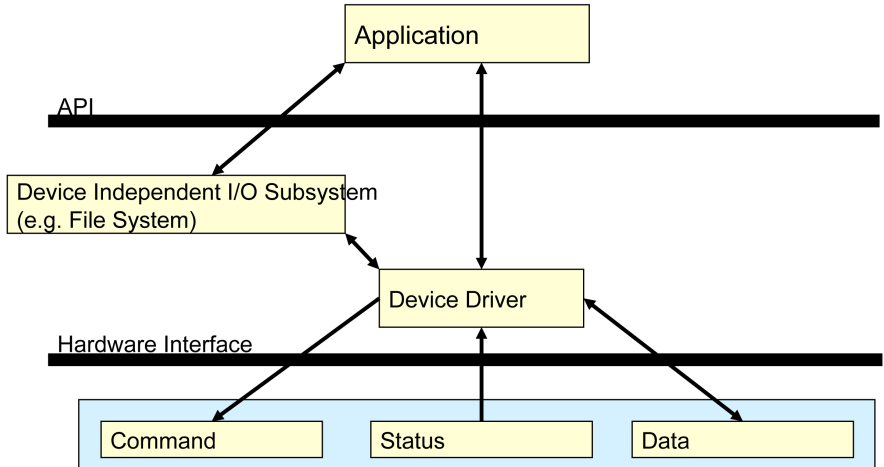 Application
API
Device Independent I/O Subsystem
(e.g. File System)
Device Driver
Hardware Interface
Command
Status
Data